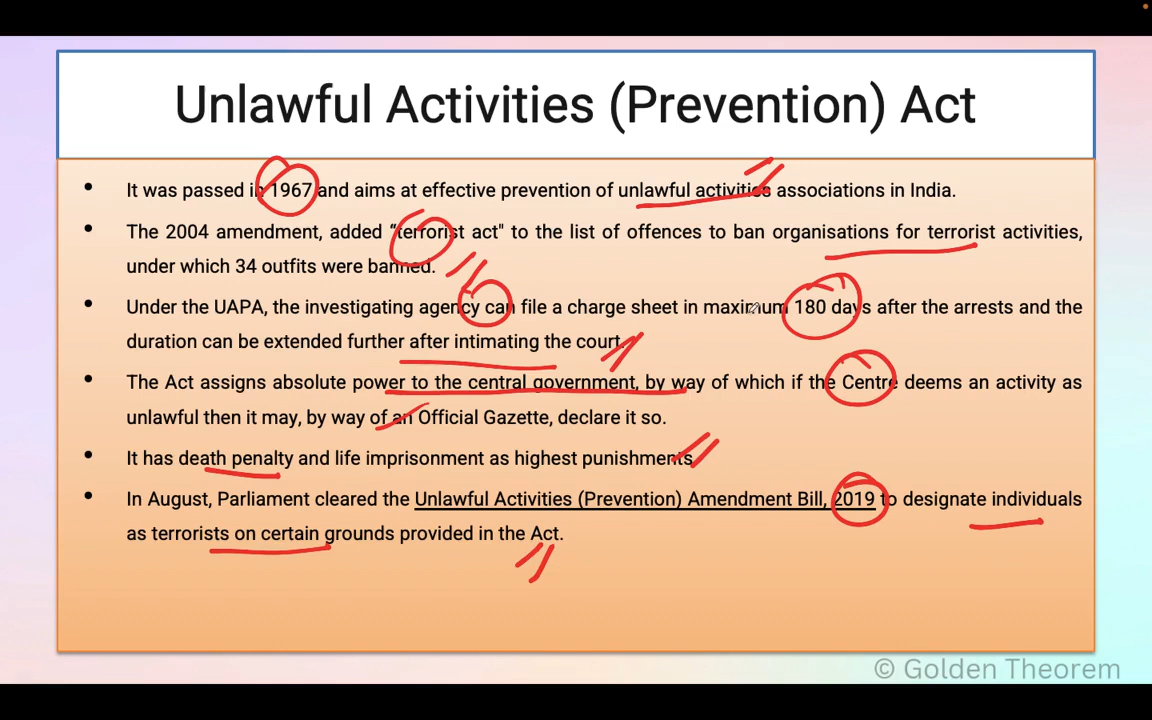 Unlawful Activities (Prevention) Act
• It was passed in 1967 and aims at effective prevention of unlawful activities associations in India.
• The 2004 amendment, added “terrorist act" to the list of offences to ban organisations for terrorist activities,
under which 34 outfits were banned.
• Under the UAPA, the investigating agency can file a charge sheet in maximum 180 days after the arrests and the
duration can be extended further after intimating the court.
• The Act assigns absolute power to the central government, by way of which if the Centre deems an activity as
unlawful then it may, by way of an Official Gazette, declare it so.
• It has death penalty and life imprisonment as highest punishments.
• In August, Parliament cleared the Unlawful Activities (Prevention) Amendment Bill, 2019 to designate individuals
as terrorists on certain grounds provided in the Act.
© Golden Theorem